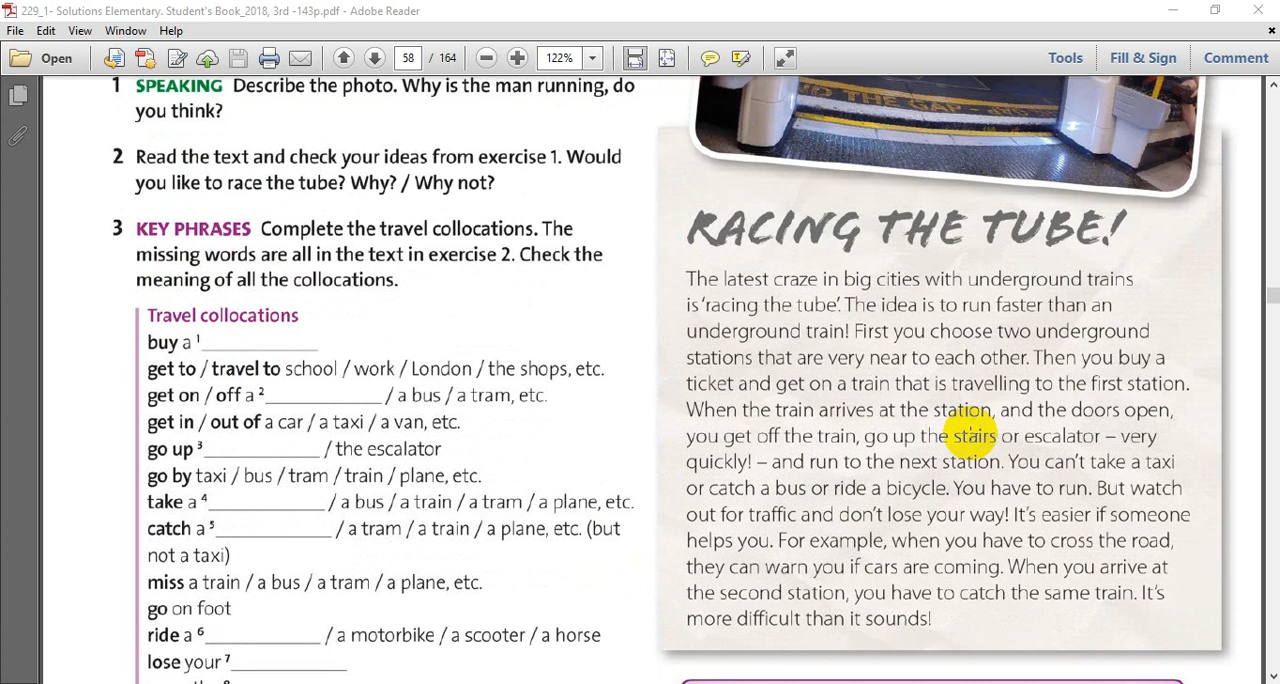 229_1- Solutions Elementary. Student's Book_2018, 3rd -143p.pdf - Adobe Reader
File Edit View Window Help
Open 58 / 164 122% Tools Fill & Sign Comment
1 SPEAKING Describe the photo. Why is the man running, do
you think?
2 Read the text and check your ideas from exercise 1. Would
you like to race the tube? Why? / Why not?
3 KEY PHRASES Complete the travel collocations. The
missing words are all in the text in exercise 2. Check the
meaning of all the collocations.
Travel collocations
buy a 1____________
get to / travel to school / work / London / the shops, etc.
get on / off a 2____________ / a bus / a tram, etc.
get in / out of a car / a taxi / a van, etc.
go up 3____________ / the escalator
go by taxi / bus / tram / train / plane, etc.
take a 4____________ / a bus / a train / a tram / a plane, etc.
catch a 5____________ / a tram / a train / a plane, etc. (but
not a taxi)
miss a train / a bus / a tram / a plane, etc.
go on foot
ride a 6____________ / a motorbike / a scooter / a horse
lose your 7____________
THE GAP
RACING THE TUBE!
The latest craze in big cities with underground trains
is 'racing the tube'. The idea is to run faster than an
underground train! First you choose two underground
stations that are very near to each other. Then you buy a
ticket and get on a train that is travelling to the first station.
When the train arrives at the station, and the doors open,
you get off the train, go up the stairs or escalator – very
quickly! – and run to the next station. You can't take a taxi
or catch a bus or ride a bicycle. You have to run. But watch
out for traffic and don't lose your way! It's easier if someone
helps you. For example, when you have to cross the road,
they can warn you if cars are coming. When you arrive at
the second station, you have to catch the same train. It's
more difficult than it sounds!